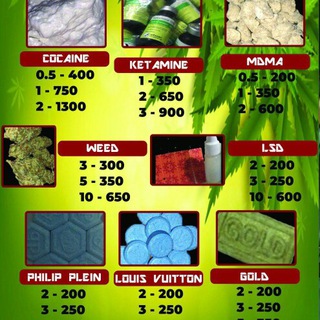 COCAINE
0.5 - 400
1 - 750
2 - 1300
KETAMINE
1 - 350
2 - 650
3 - 900
MDMA
0.5 - 200
1 - 350
2 - 600
WEED
3 - 300
5 - 350
10 - 650
LSD
2 - 200
3 - 250
10 - 600
PHILIP PLEIN
2 - 200
3 - 250
LOUIS VUITTON
2 - 200
3 - 250
GOLD
GOLD
2 - 200
3 - 250